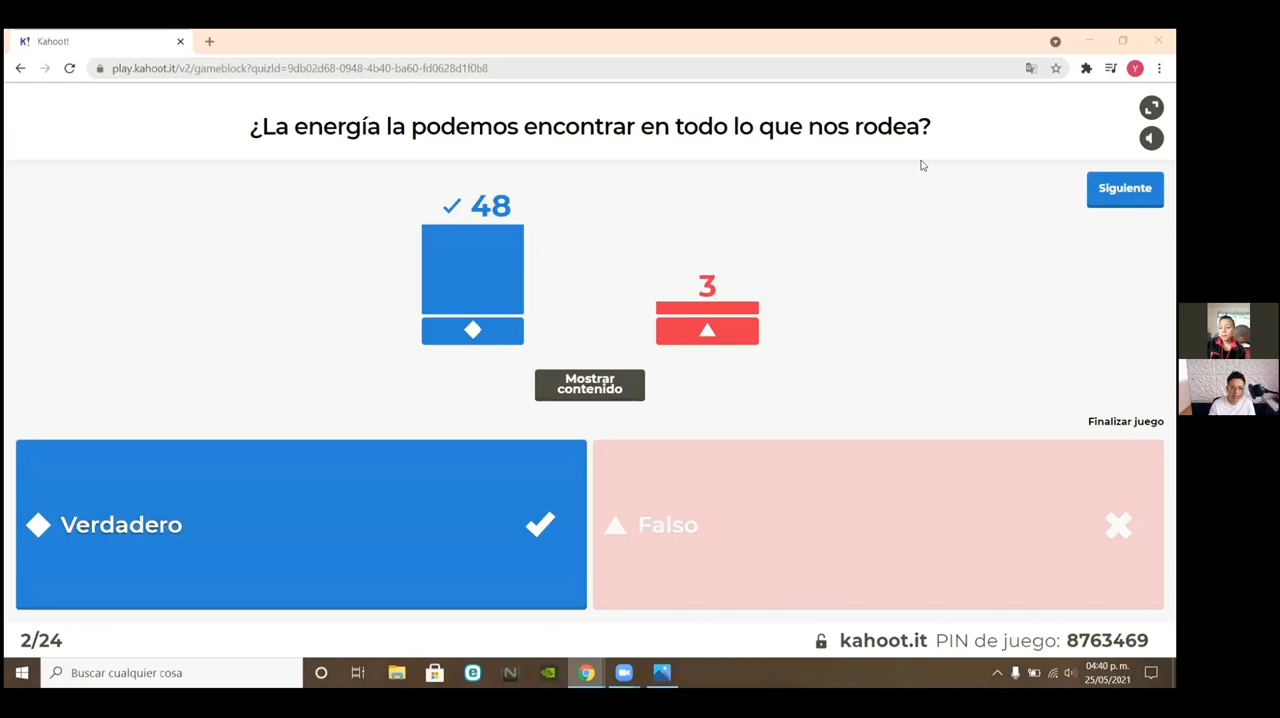 K! Kahoot!
play.kahoot.it/v2/gameblock?quizId=9db02d68-0948-4b40-ba60-fd0628d1f0b8
Y
¿La energía la podemos encontrar en todo lo que nos rodea?
Siguiente
48
3
Mostrar
contenido
Finalizar juego
Verdadero
Falso
2/24
kahoot.it PIN de juego: 8763469
Buscar cualquier cosa
04:40 p. m.
25/05/2021